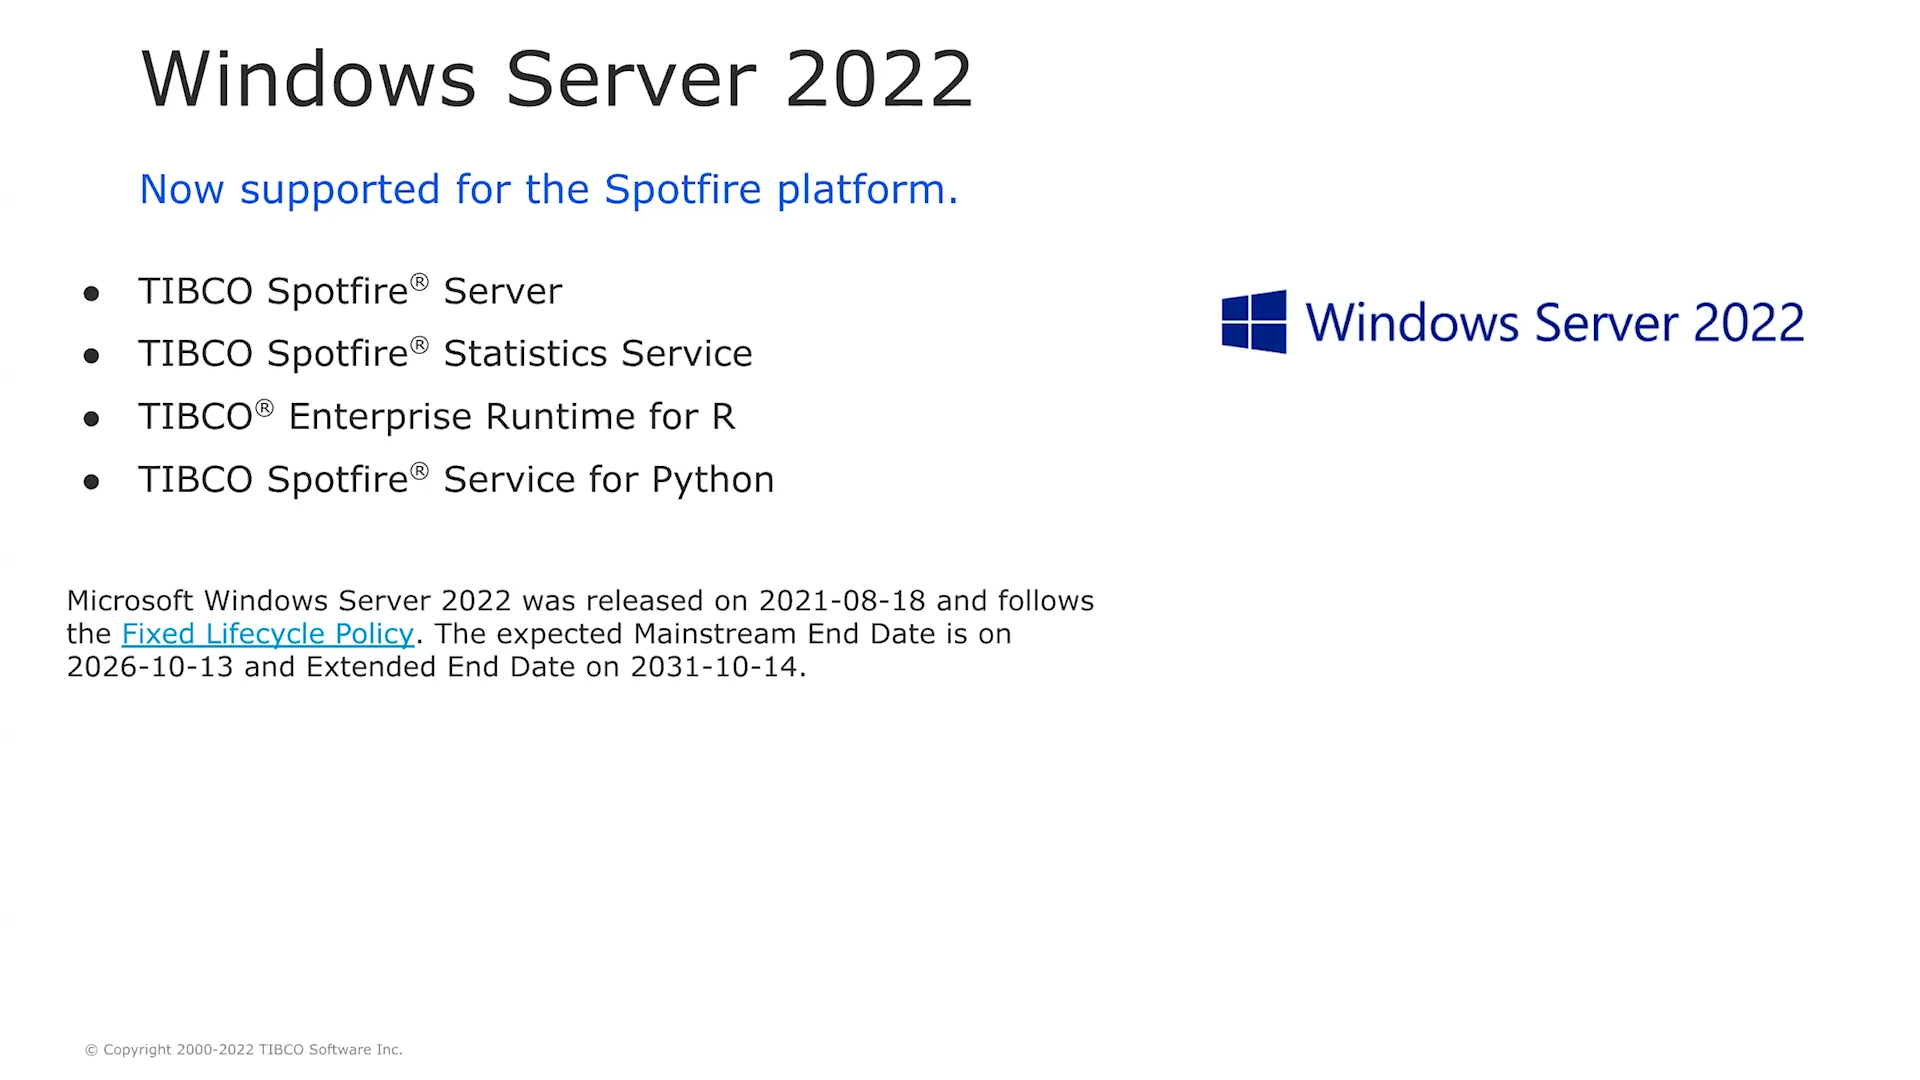 Windows Server 2022
Now supported for the Spotfire platform.
● TIBCO Spotfire® Server
● TIBCO Spotfire® Statistics Service
● TIBCO® Enterprise Runtime for R
● TIBCO Spotfire® Service for Python
Windows Server 2022
Microsoft Windows Server 2022 was released on 2021-08-18 and follows
the Fixed Lifecycle Policy. The expected Mainstream End Date is on
2026-10-13 and Extended End Date on 2031-10-14.
© Copyright 2000-2022 TIBCO Software Inc.